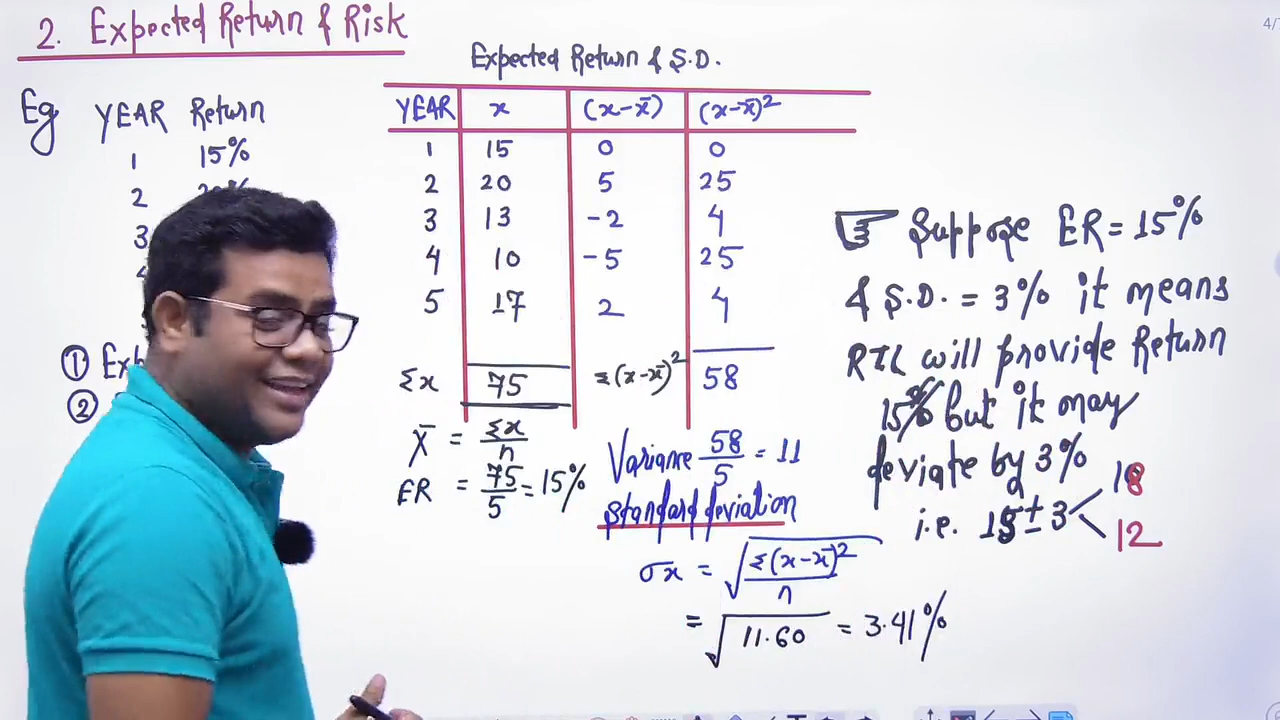 2. Expected Return & Risk
4/
Eg YEAR Return
1 15%
2
3
①
②
Expected Return & S.D.
YEAR x (x-x̄) (x-x̄)²
1 15 0 0
2 20 5 25
3 13 -2 4
4 10 -5 25
5 17 2 4
Σx 75 Σ(x-x̄)² 58
X̄ = Σx/n
ER = 75/5 = 15%
Variance 58/5 = 11
Standard deviation
σx = √Σ(x-x̄)²/n
= √11.60 = 3.41%
☞ Suppose ER = 15%
& S.D. = 3% it means
RIL will provide Return
15% but it may
deviate by 3%
i.e. 15 ± 3 < 18
12